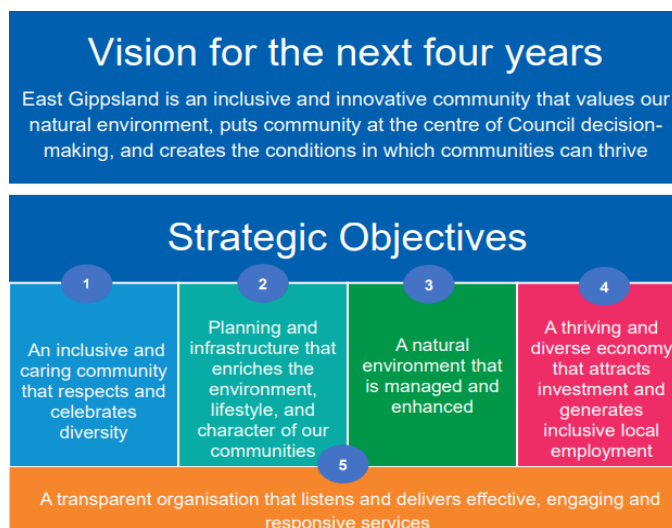 Vision for the next four years
East Gippsland is an inclusive and innovative community that values our
natural environment, puts community at the centre of Council decision-
making, and creates the conditions in which communities can thrive
Strategic Objectives
1
An inclusive and
caring community
that respects and
celebrates
diversity
2
Planning and
infrastructure that
enriches the
environment,
lifestyle, and
character of our
communities
3
A natural
environment that
is managed and
enhanced
4
A thriving and
diverse economy
that attracts
investment and
generates
inclusive local
employment
5
A transparent organisation that listens and delivers effective, engaging and
responsive services